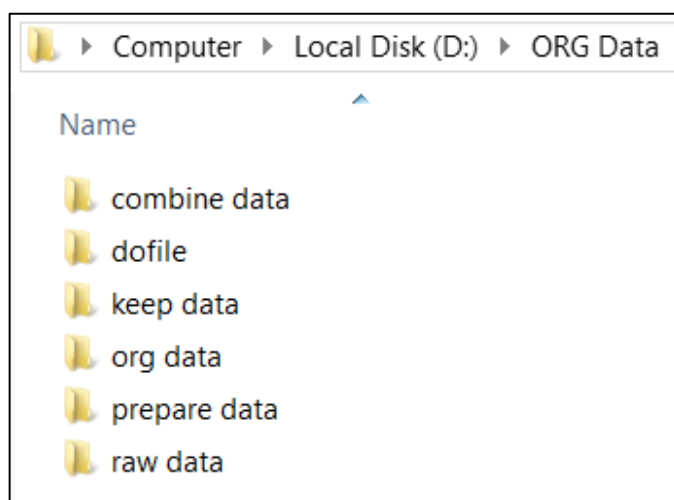 Computer Local Disk (D:) ORG Data
Name
combine data
dofile
keep data
org data
prepare data
raw data